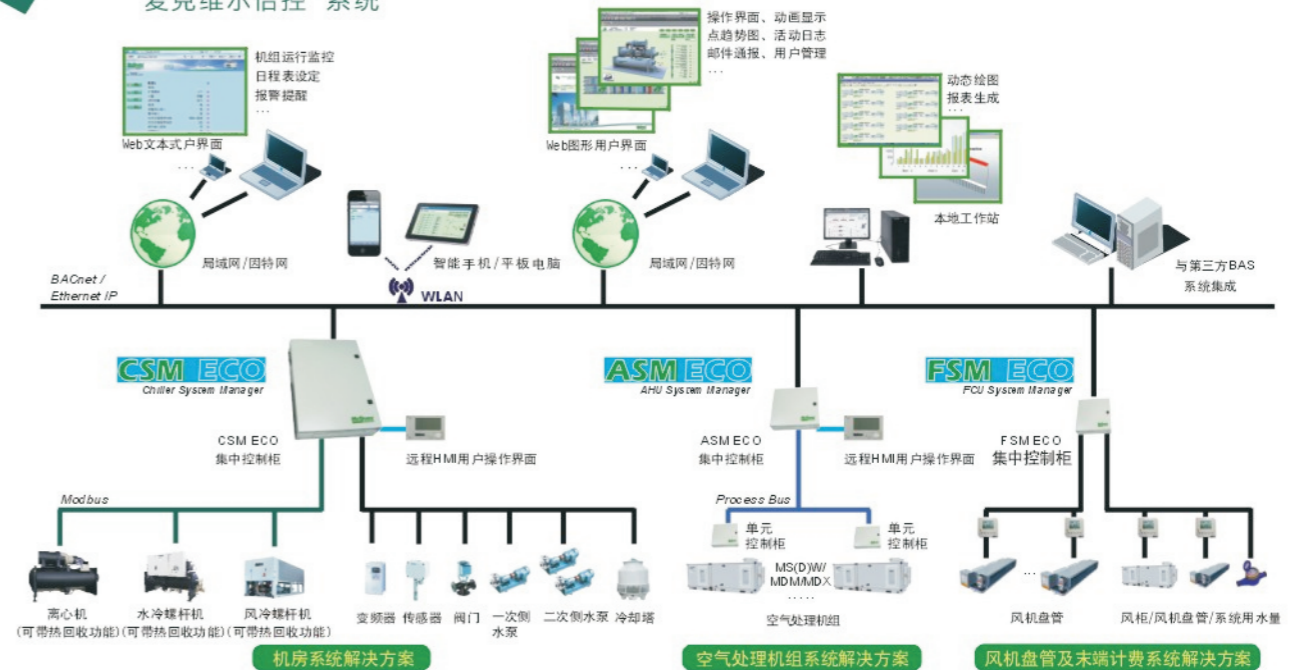 麦克维尔倍控 系统
机组运行监控
日程表设定
报警提醒
...
Web文本式户界面
...
操作界面、动画显示
点趋势图、活动日志
邮件通报、用户管理
...
Web图形用户界面
...
动态绘图
报表生成
...
本地工作站
局域网/因特网
智能手机/平板电脑
WLAN
局域网/因特网
与第三方BAS
系统集成
BACnet /
Ethernet IP
CSM ECO
Chiller System Manager
ASM ECO
AHU System Manager
FSM ECO
FCU System Manager
CSM ECO
集中控制柜
远程HMI用户操作界面
ASM ECO
集中控制柜
远程HMI用户操作界面
FSM ECO
集中控制柜
Modbus
Process Bus
单元
控制柜
单元
控制柜
MS(D)W/
MDM/MDX
.....
...
离心机
(可带热回收功能)
水冷螺杆机
(可带热回收功能)
风冷螺杆机
(可带热回收功能)
变频器
传感器
阀门
一次侧
水泵
二次侧水泵
冷却塔
空气处理机组
风机盘管
风柜/风机盘管/系统用水量
机房系统解决方案
空气处理机组系统解决方案
风机盘管及末端计费系统解决方案